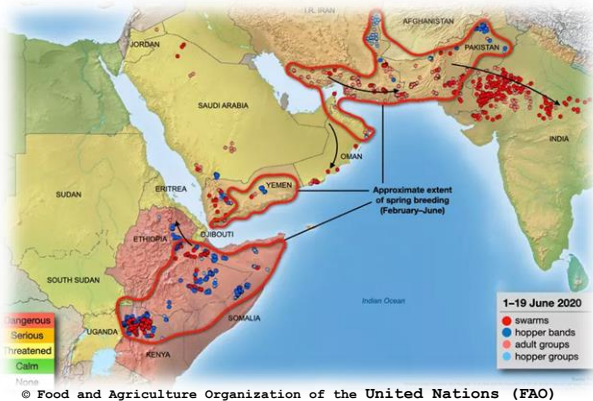 I.R. IRAN
AFGHANISTAN
JORDAN
PAKISTAN
SAUDI ARABIA
INDIA
OMAN
YEMEN
SUDAN
ERITREA
Approximate extent
of spring breeding
(February–June)
DJIBOUTI
ETHIOPIA
SOUTH SUDAN
Indian Ocean
SOMALIA
UGANDA
KENYA
Dangerous
Serious
Threatened
Calm
None
1–19 June 2020
swarms
hopper bands
adult groups
hopper groups
© Food and Agriculture Organization of the United Nations (FAO)